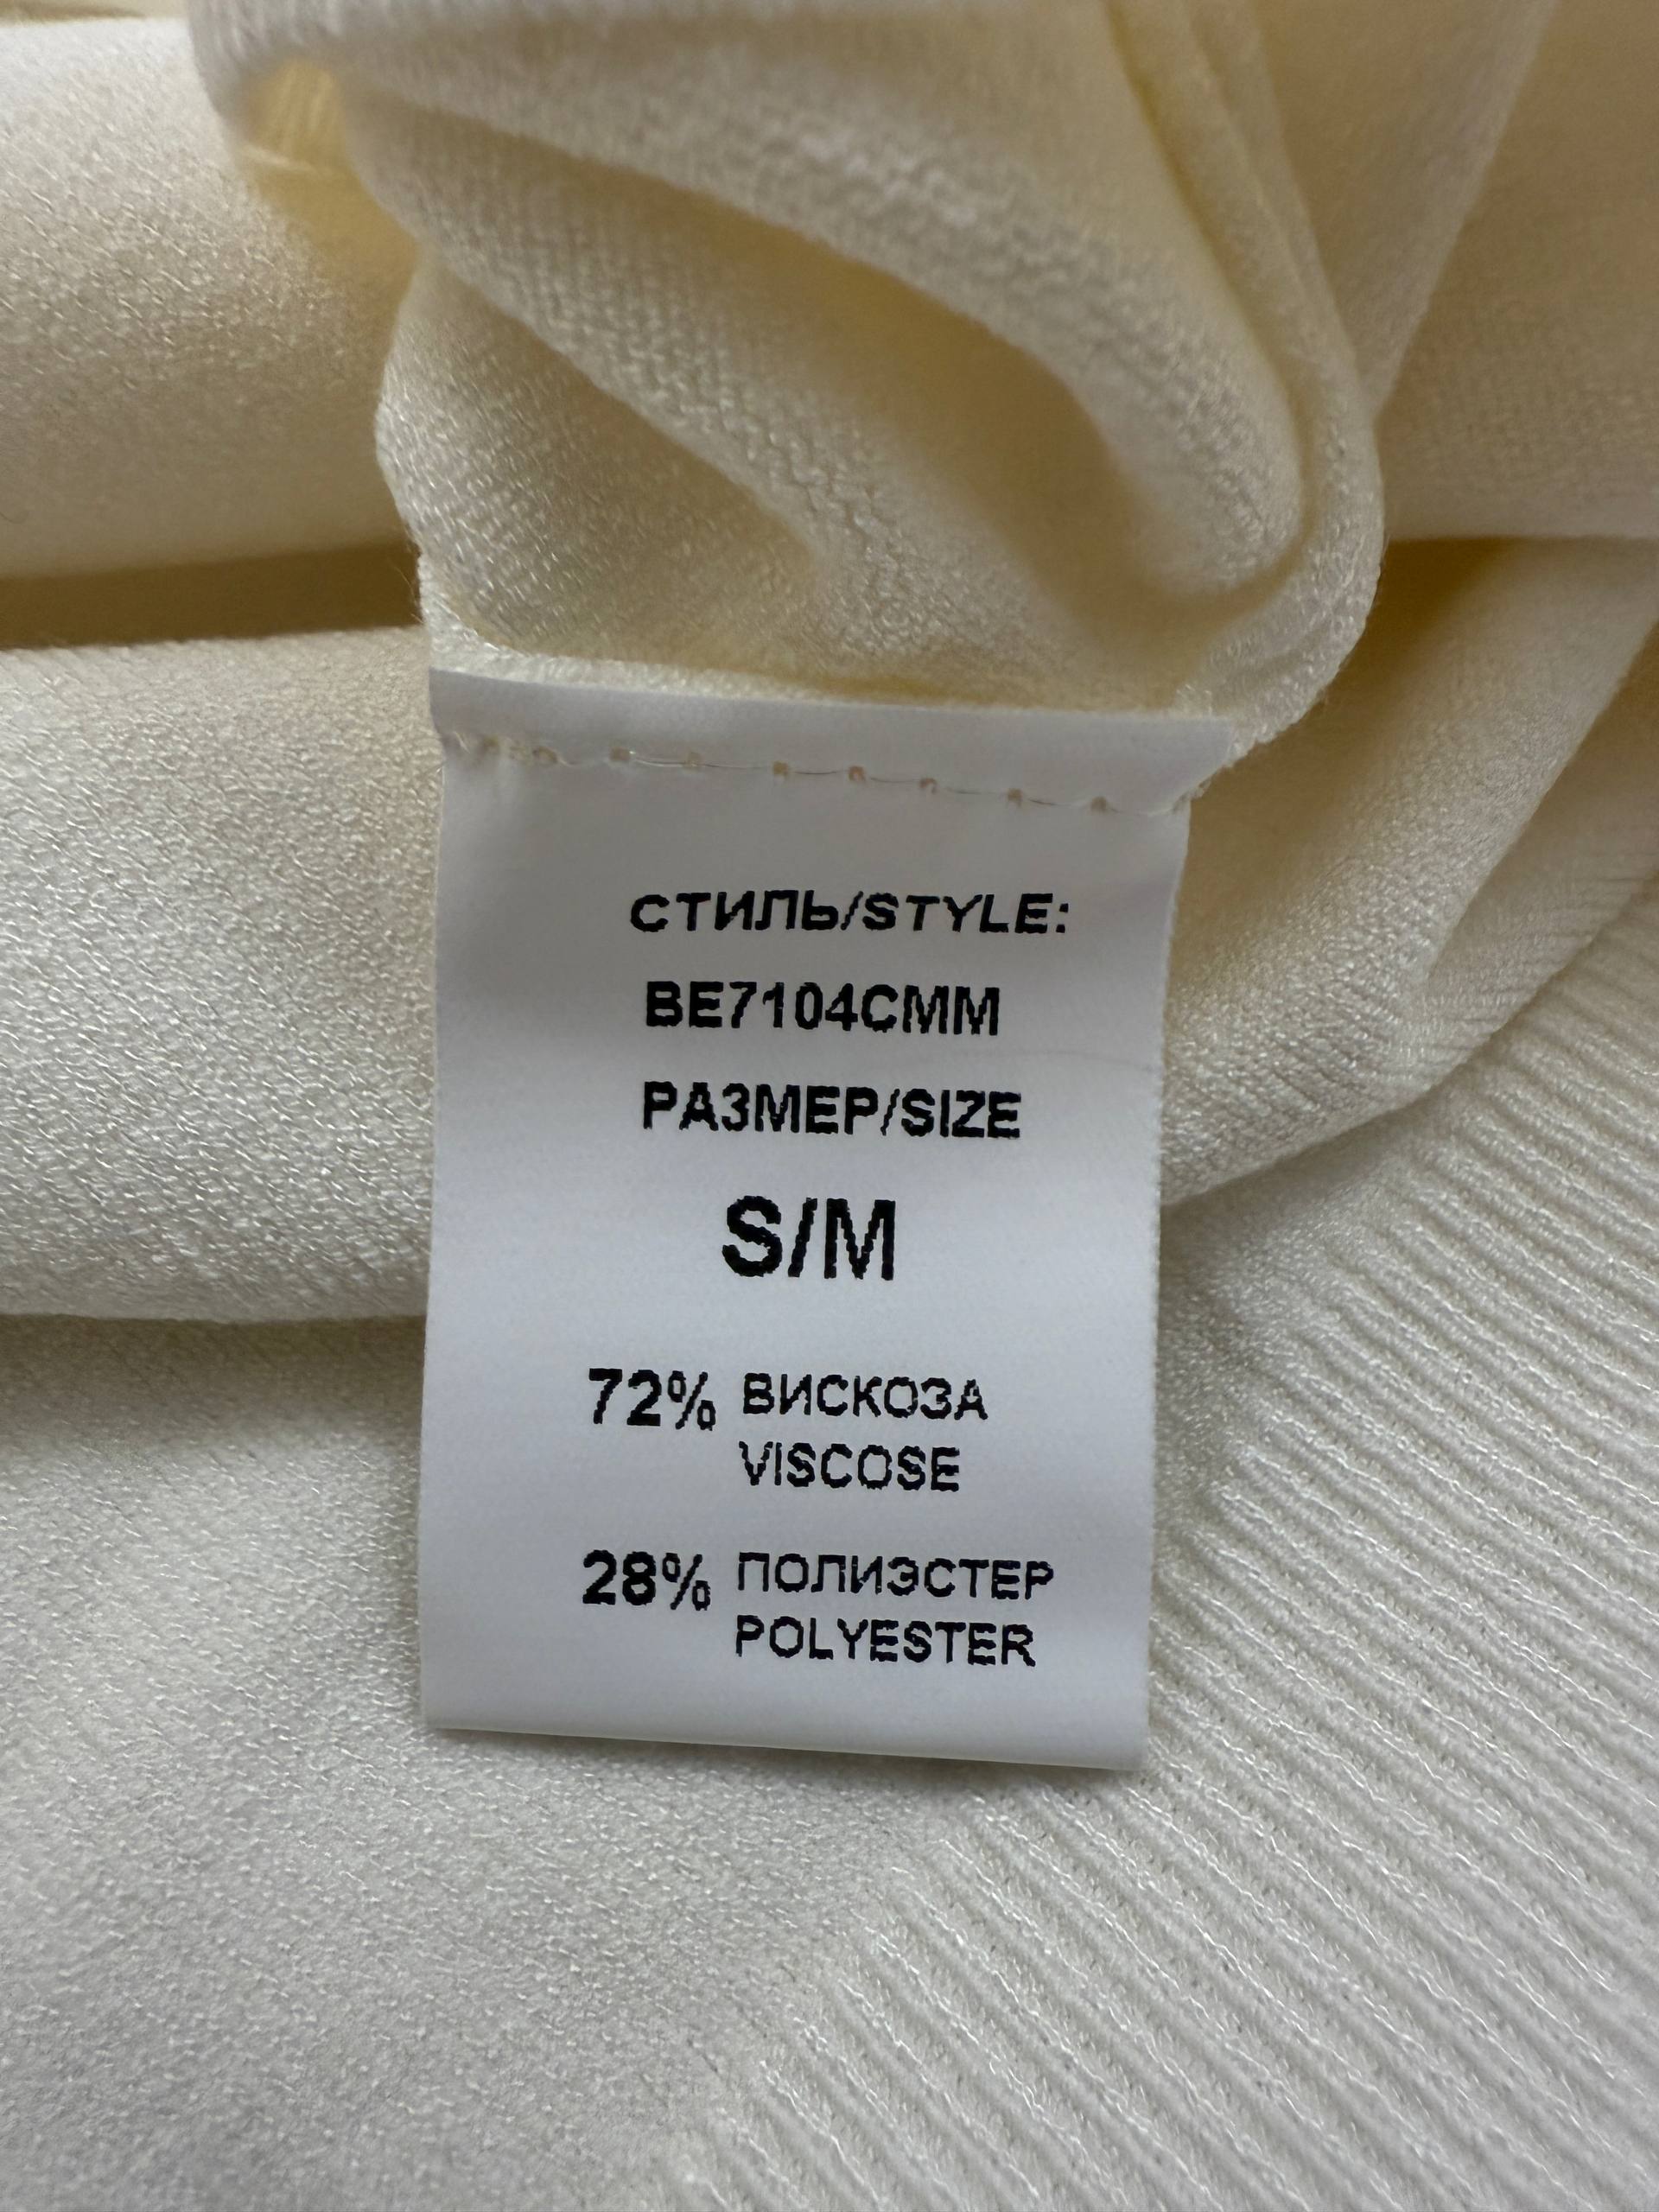 СТИЛЬ/STYLE:
BE7104CMM
РАЗМЕР/SIZE
S/M
72% ВИСКОЗА
VISCOSE
28% ПОЛИЭСТЕР
POLYESTER